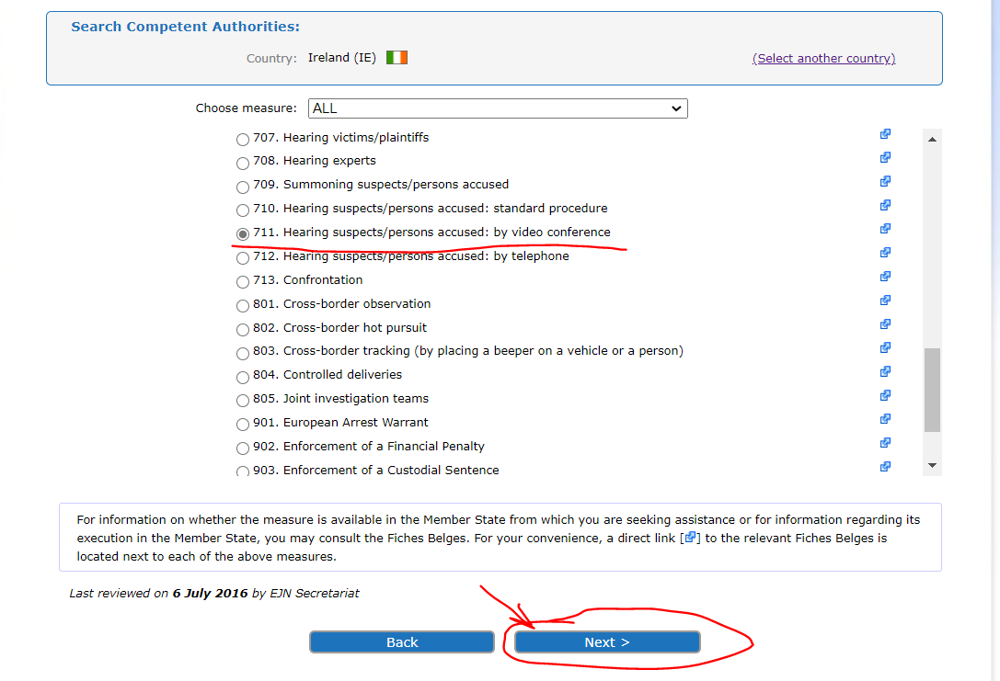 Search Competent Authorities:
Country: Ireland (IE) (Select another country)
Choose measure: ALL
707. Hearing victims/plaintiffs
708. Hearing experts
709. Summoning suspects/persons accused
710. Hearing suspects/persons accused: standard procedure
711. Hearing suspects/persons accused: by video conference
712. Hearing suspects/persons accused: by telephone
713. Confrontation
801. Cross-border observation
802. Cross-border hot pursuit
803. Cross-border tracking (by placing a beeper on a vehicle or a person)
804. Controlled deliveries
805. Joint investigation teams
901. European Arrest Warrant
902. Enforcement of a Financial Penalty
903. Enforcement of a Custodial Sentence
For information on whether the measure is available in the Member State from which you are seeking assistance or for information regarding its
execution in the Member State, you may consult the Fiches Belges. For your convenience, a direct link [] to the relevant Fiches Belges is
located next to each of the above measures.
Last reviewed on 6 July 2016 by EJN Secretariat
Back Next >